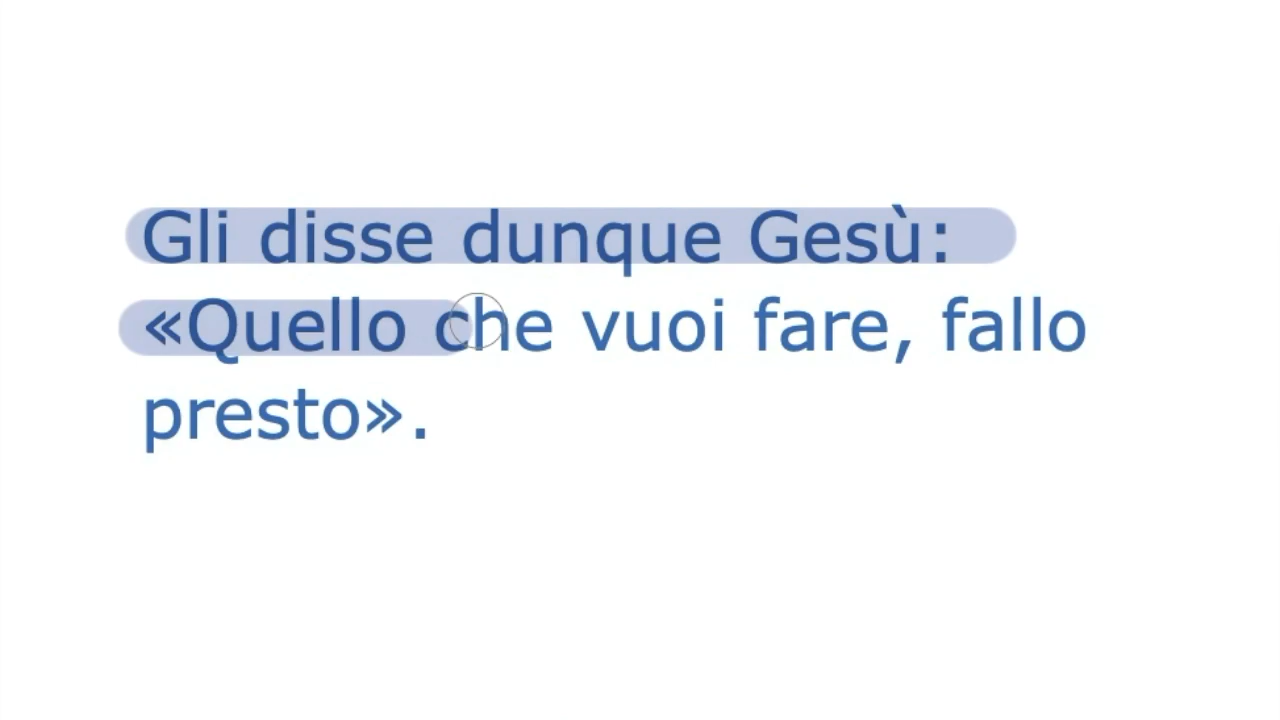 Gli disse dunque Gesù:
«Quello che vuoi fare, fallo
presto».